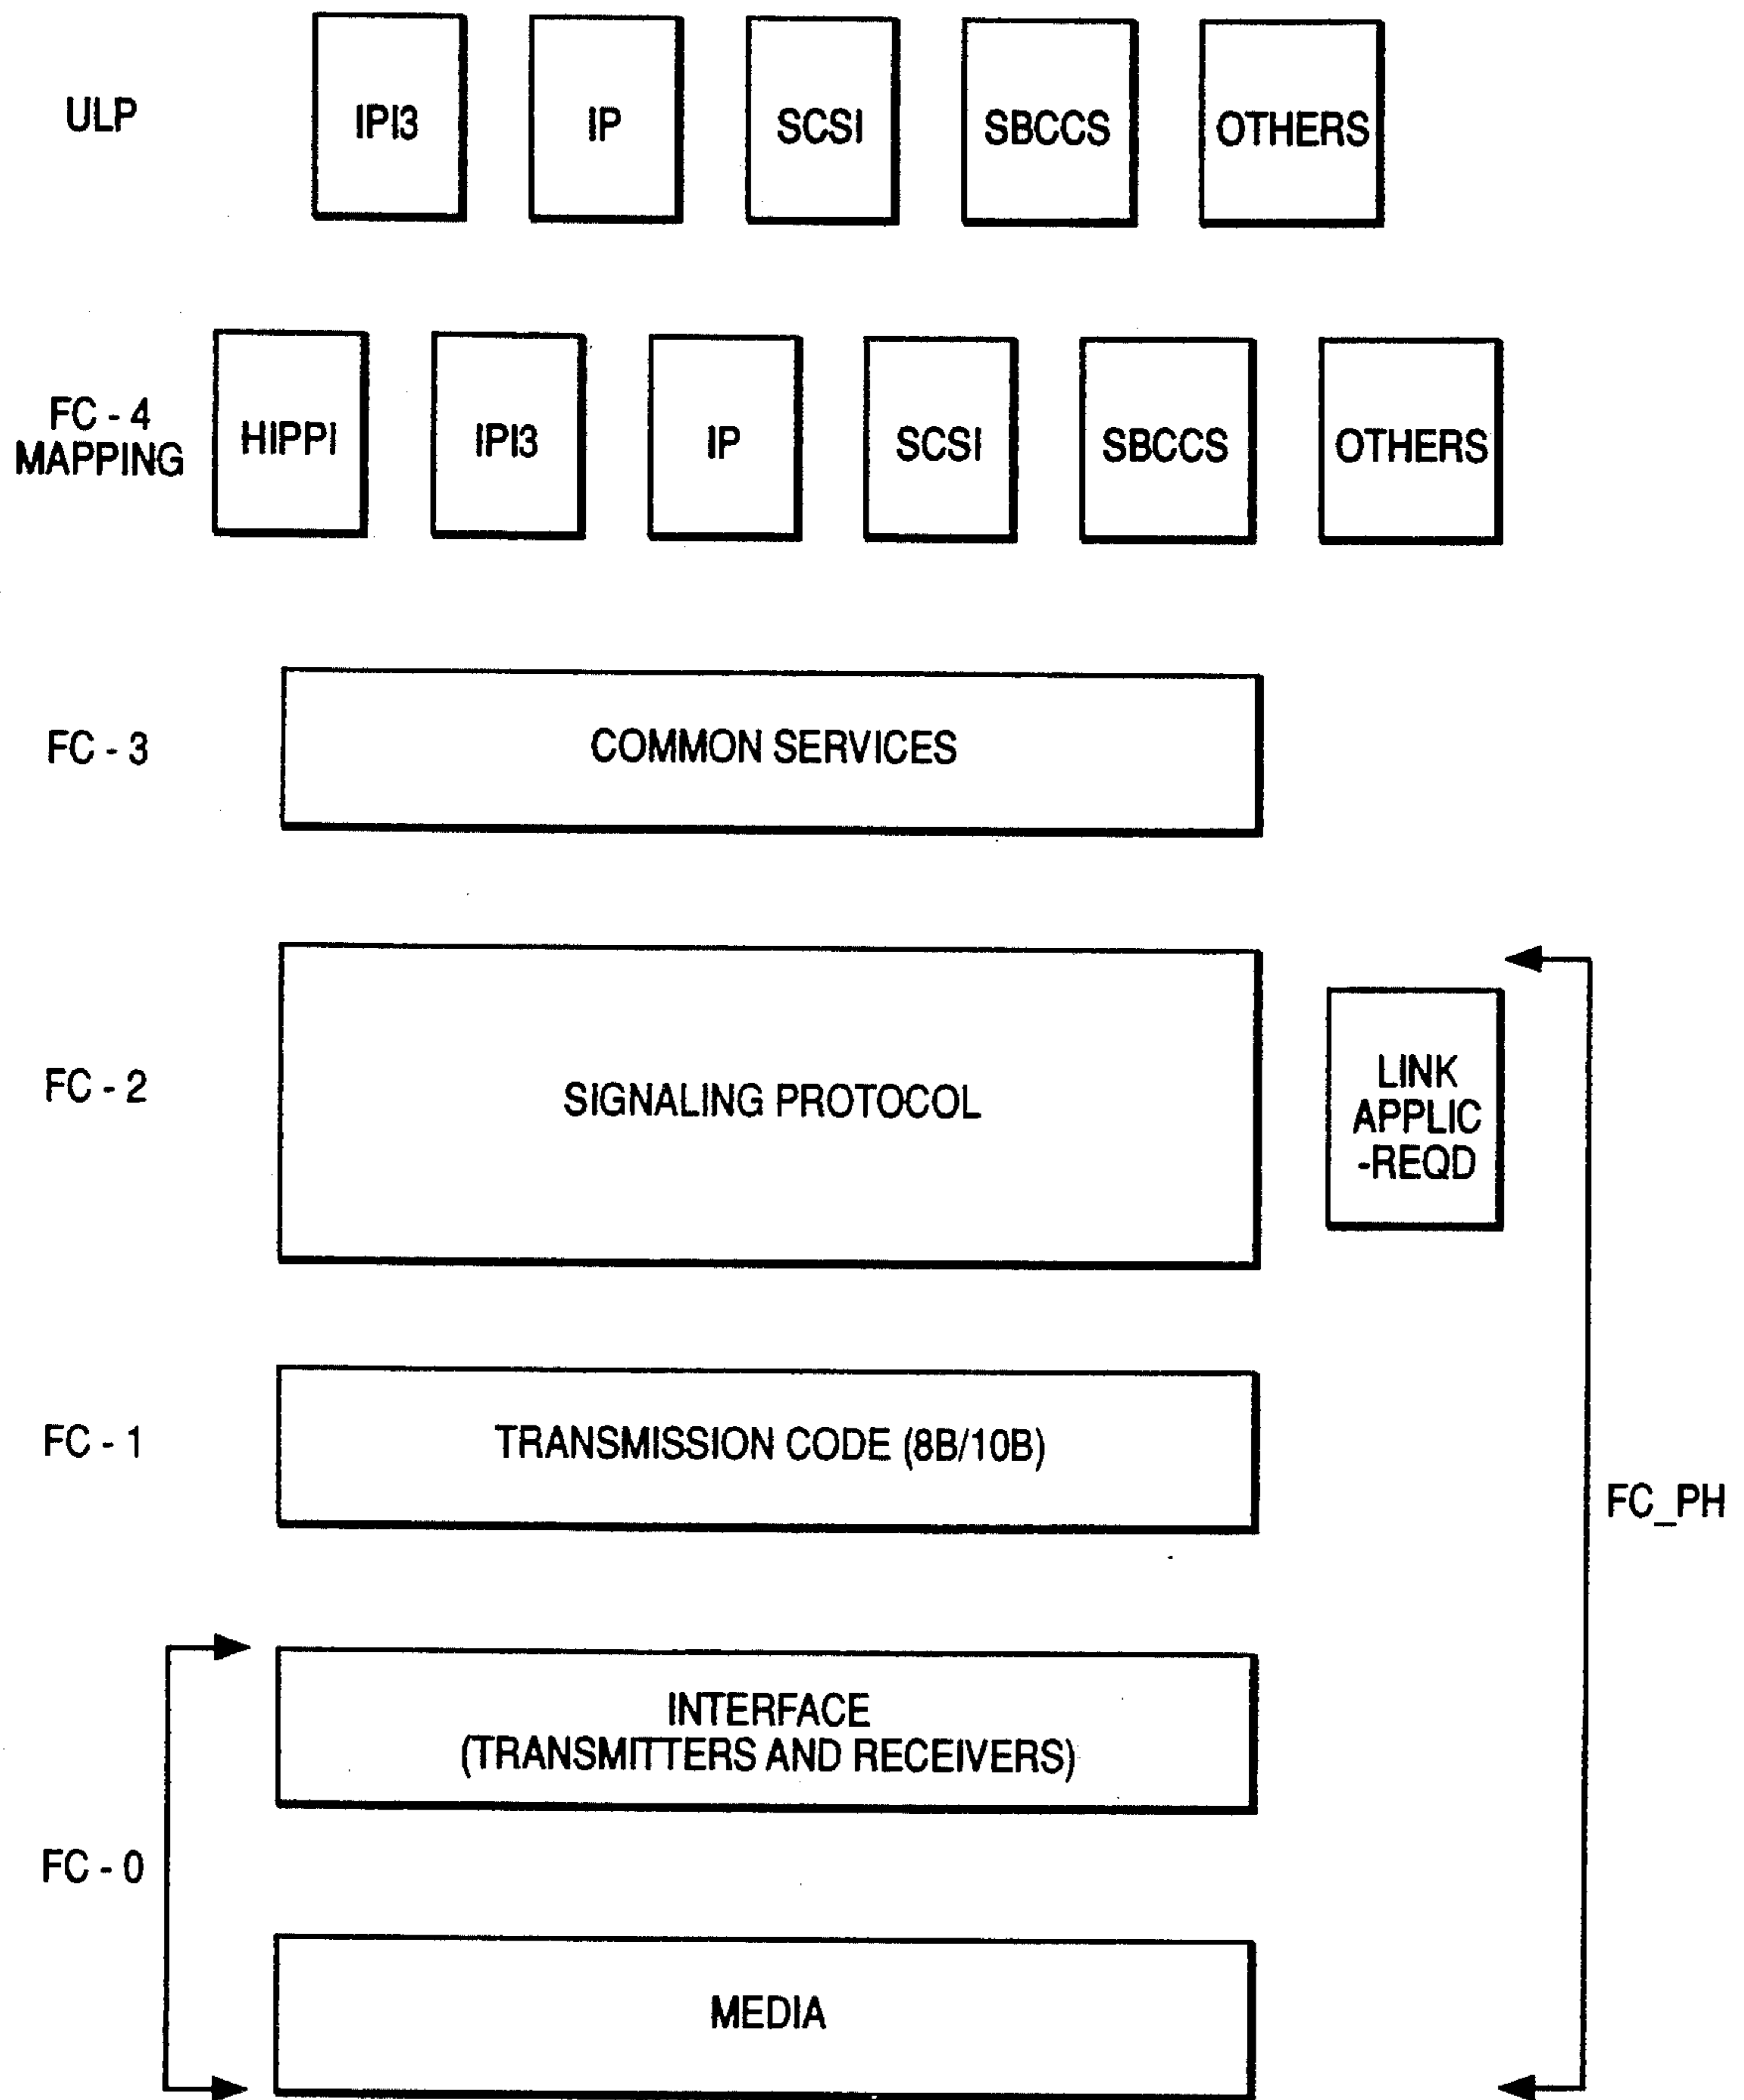 ULP
IPI3
IP
SCSI
SBCCS
OTHERS
FC - 4
MAPPING
HIPPI
IPI3
IP
SCSI
SBCCS
OTHERS
FC - 3
COMMON SERVICES
FC - 2
SIGNALING PROTOCOL
LINK
APPLIC
-REQD
FC - 1
TRANSMISSION CODE (8B/10B)
FC_PH
INTERFACE
(TRANSMITTERS AND RECEIVERS)
FC - 0
MEDIA